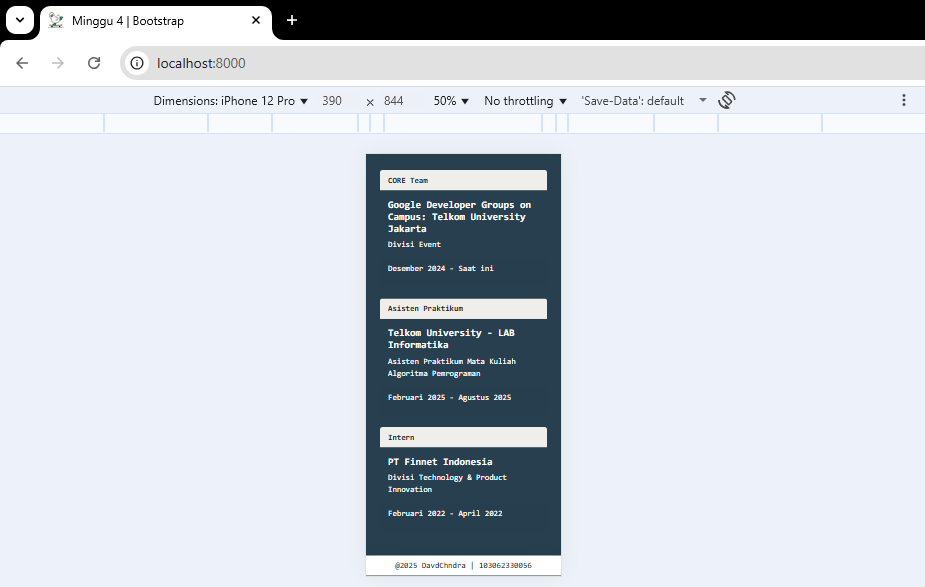 Minggu 4 | Bootstrap
localhost:8000
Dimensions: iPhone 12 Pro 390 × 844 50% No throttling 'Save-Data': default
CORE Team
Google Developer Groups on
Campus: Telkom University
Jakarta
Divisi Event
Desember 2024 - Saat ini
Asisten Praktikum
Telkom University - LAB
Informatika
Asisten Praktikum Mata Kuliah
Algoritma Pemrograman
Februari 2025 - Agustus 2025
Intern
PT Finnet Indonesia
Divisi Technology & Product
Innovation
Februari 2022 - April 2022
@2025 DavdChndra | 103062330056